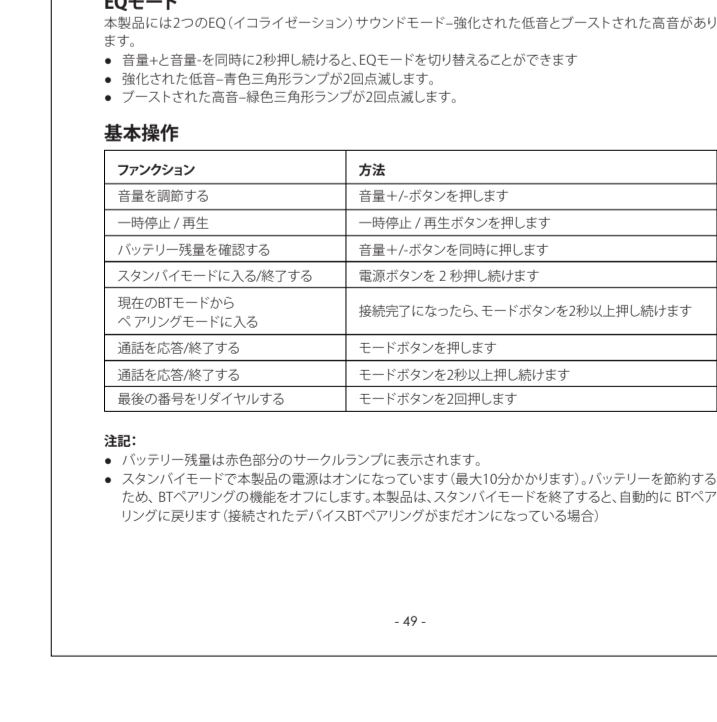 EQモード
本製品には2つのEQ（イコライゼーション）サウンドモード–強化された低音とブーストされた高音があり
ます。
● 音量+と音量-を同時に2秒押し続けると、EQモードを切り替えることができます
● 強化された低音–青色三角形ランプが2回点滅します。
● ブーストされた高音–緑色三角形ランプが2回点滅します。
基本操作
ファンクション 方法
音量を調節する 音量＋/-ボタンを押します
一時停止 / 再生 一時停止 / 再生ボタンを押します
バッテリー残量を確認する 音量＋/-ボタンを同時に押します
スタンバイモードに入る/終了する 電源ボタンを 2 秒押し続けます
現在のBTモードから
ペ アリングモードに入る 接続完了になったら、モードボタンを2秒以上押し続けます
通話を応答/終了する モードボタンを押します
通話を応答/終了する モードボタンを2秒以上押し続けます
最後の番号をリダイヤルする モードボタンを2回押します
注記：
● バッテリー残量は赤色部分のサークルランプに表示されます。
● スタンバイモードで本製品の電源はオンになっています（最大10分かかります）。バッテリーを節約する
ため、 BTペアリングの機能をオフにします。本製品は、スタンバイモードを終了すると、自動的に BTペア
リングに戻ります（接続されたデバイスBTペアリングがまだオンになっている場合）
- 49 -